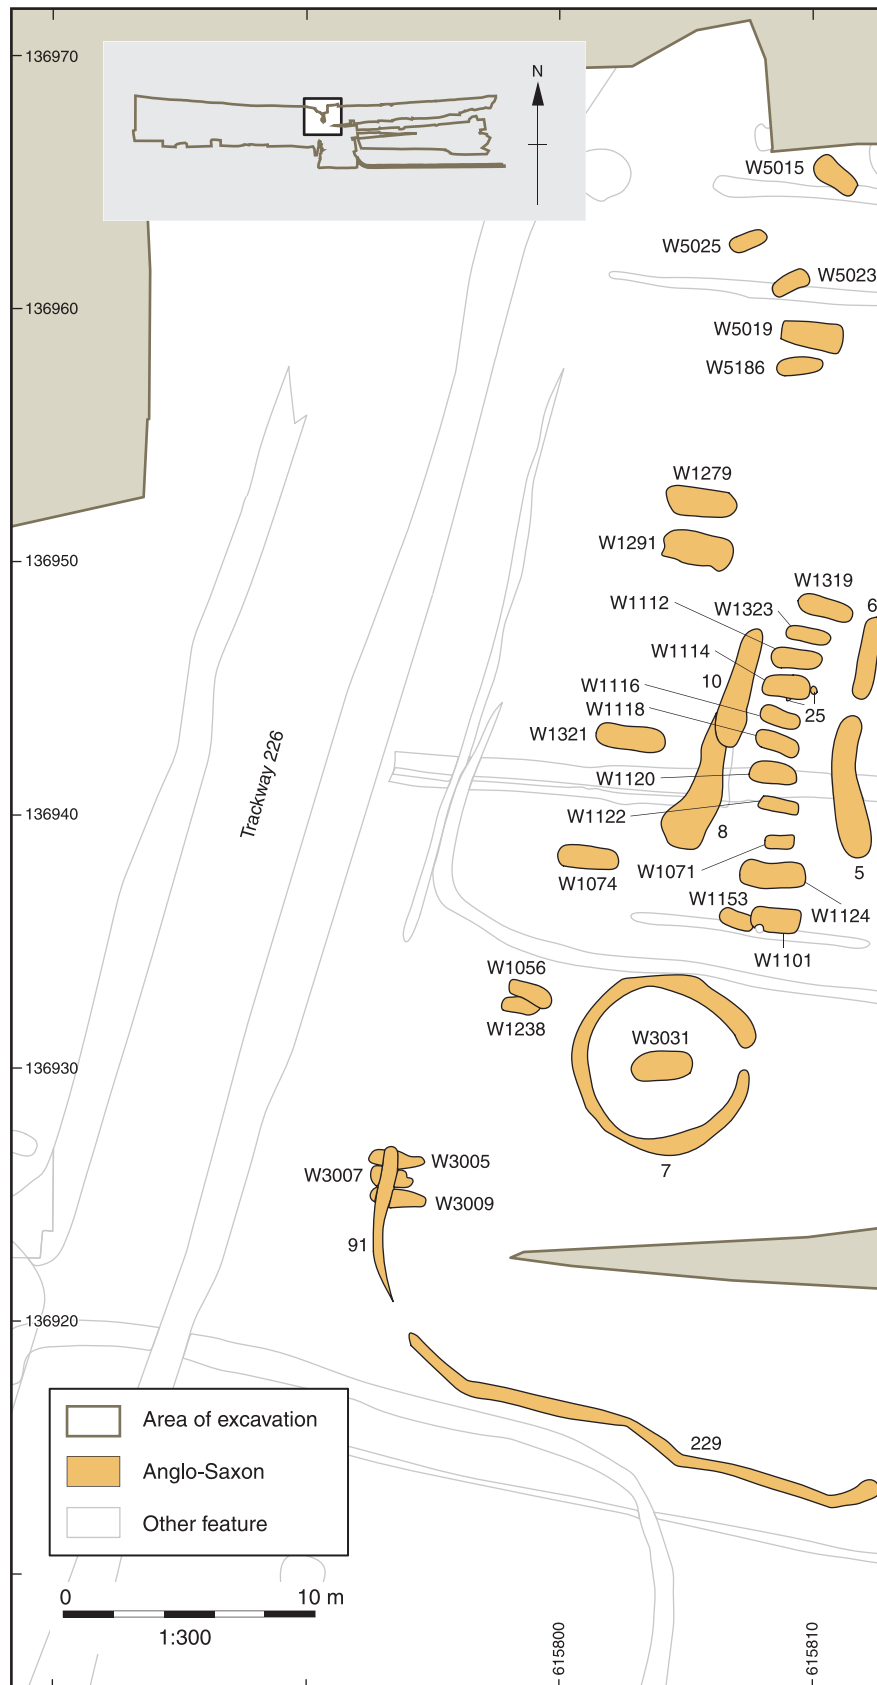 136970
N
W5015
W5025
W5023
136960
W5019
W5186
W1279
W1291
136950
W1319
W1112
W1323
6
W1114
10
W1116
25
W1118
W1321
Trackway 226
W1120
136940
W1122
8
W1071
5
W1074
W1153
W1124
W1101
W1056
W1238
W3031
136930
W3005
W3007
7
W3009
91
136920
Area of excavation
229
Anglo-Saxon
Other feature
0 10 m
1:300
615800
615810